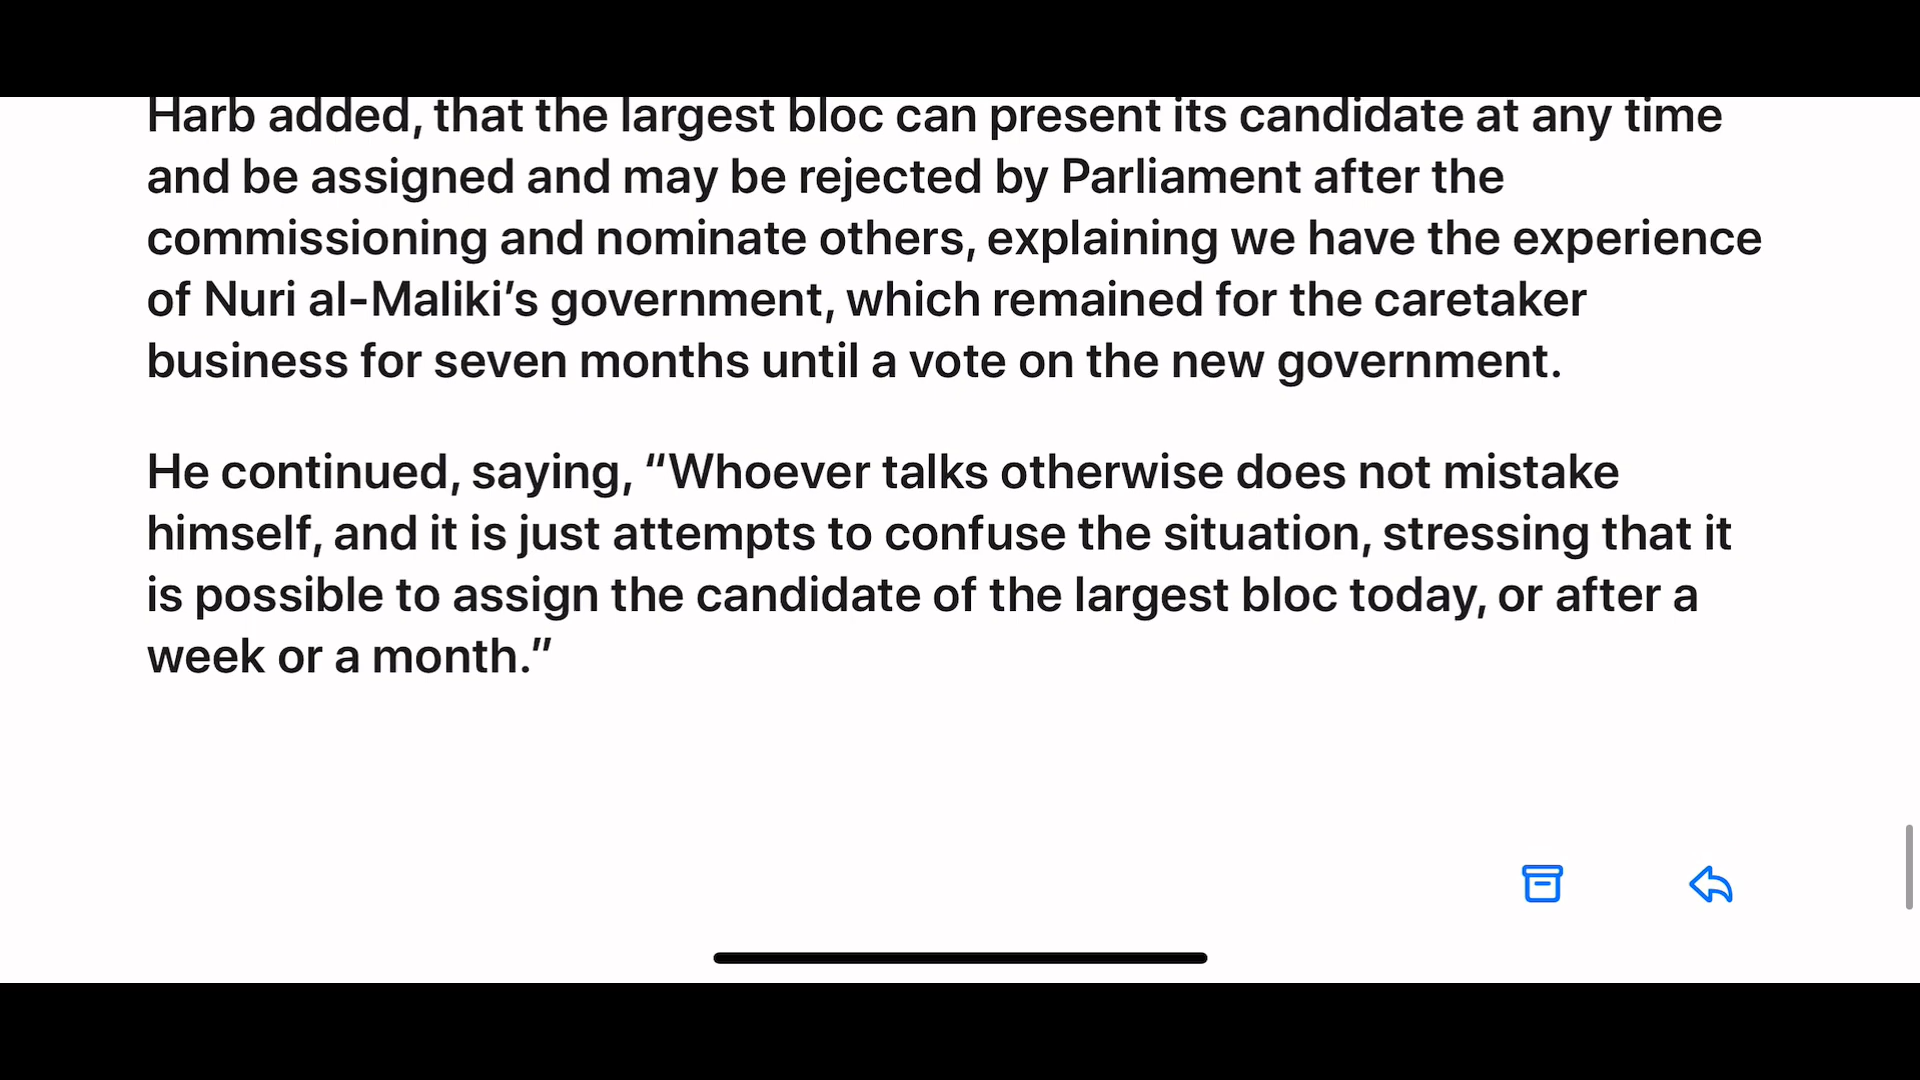 Harb added, that the largest bloc can present its candidate at any time
and be assigned and may be rejected by Parliament after the
commissioning and nominate others, explaining we have the experience
of Nuri al-Maliki’s government, which remained for the caretaker
business for seven months until a vote on the new government.
He continued, saying, “Whoever talks otherwise does not mistake
himself, and it is just attempts to confuse the situation, stressing that it
is possible to assign the candidate of the largest bloc today, or after a
week or a month.”